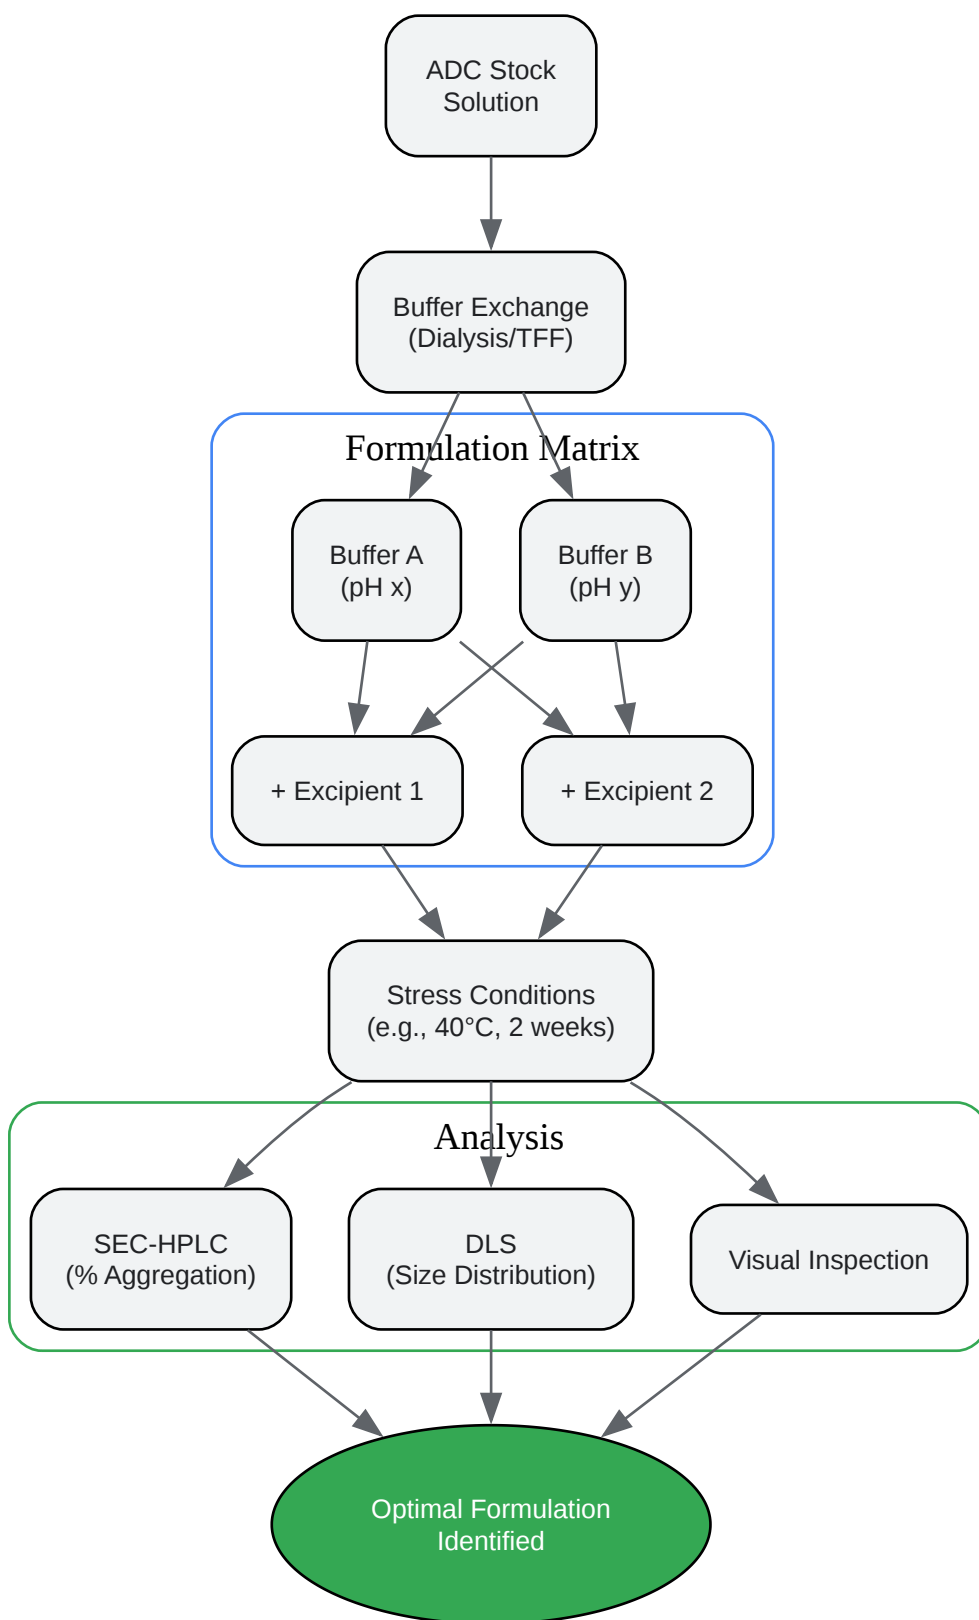 ADC Stock
Solution
Buffer Exchange
(Dialysis/TFF)
Formulation Matrix
Buffer A
(pH x)
Buffer B
(pH y)
+ Excipient 1
+ Excipient 2
Stress Conditions
(e.g., 40°C, 2 weeks)
Analysis
SEC-HPLC
(% Aggregation)
DLS
(Size Distribution)
Visual Inspection
Optimal Formulation
Identified